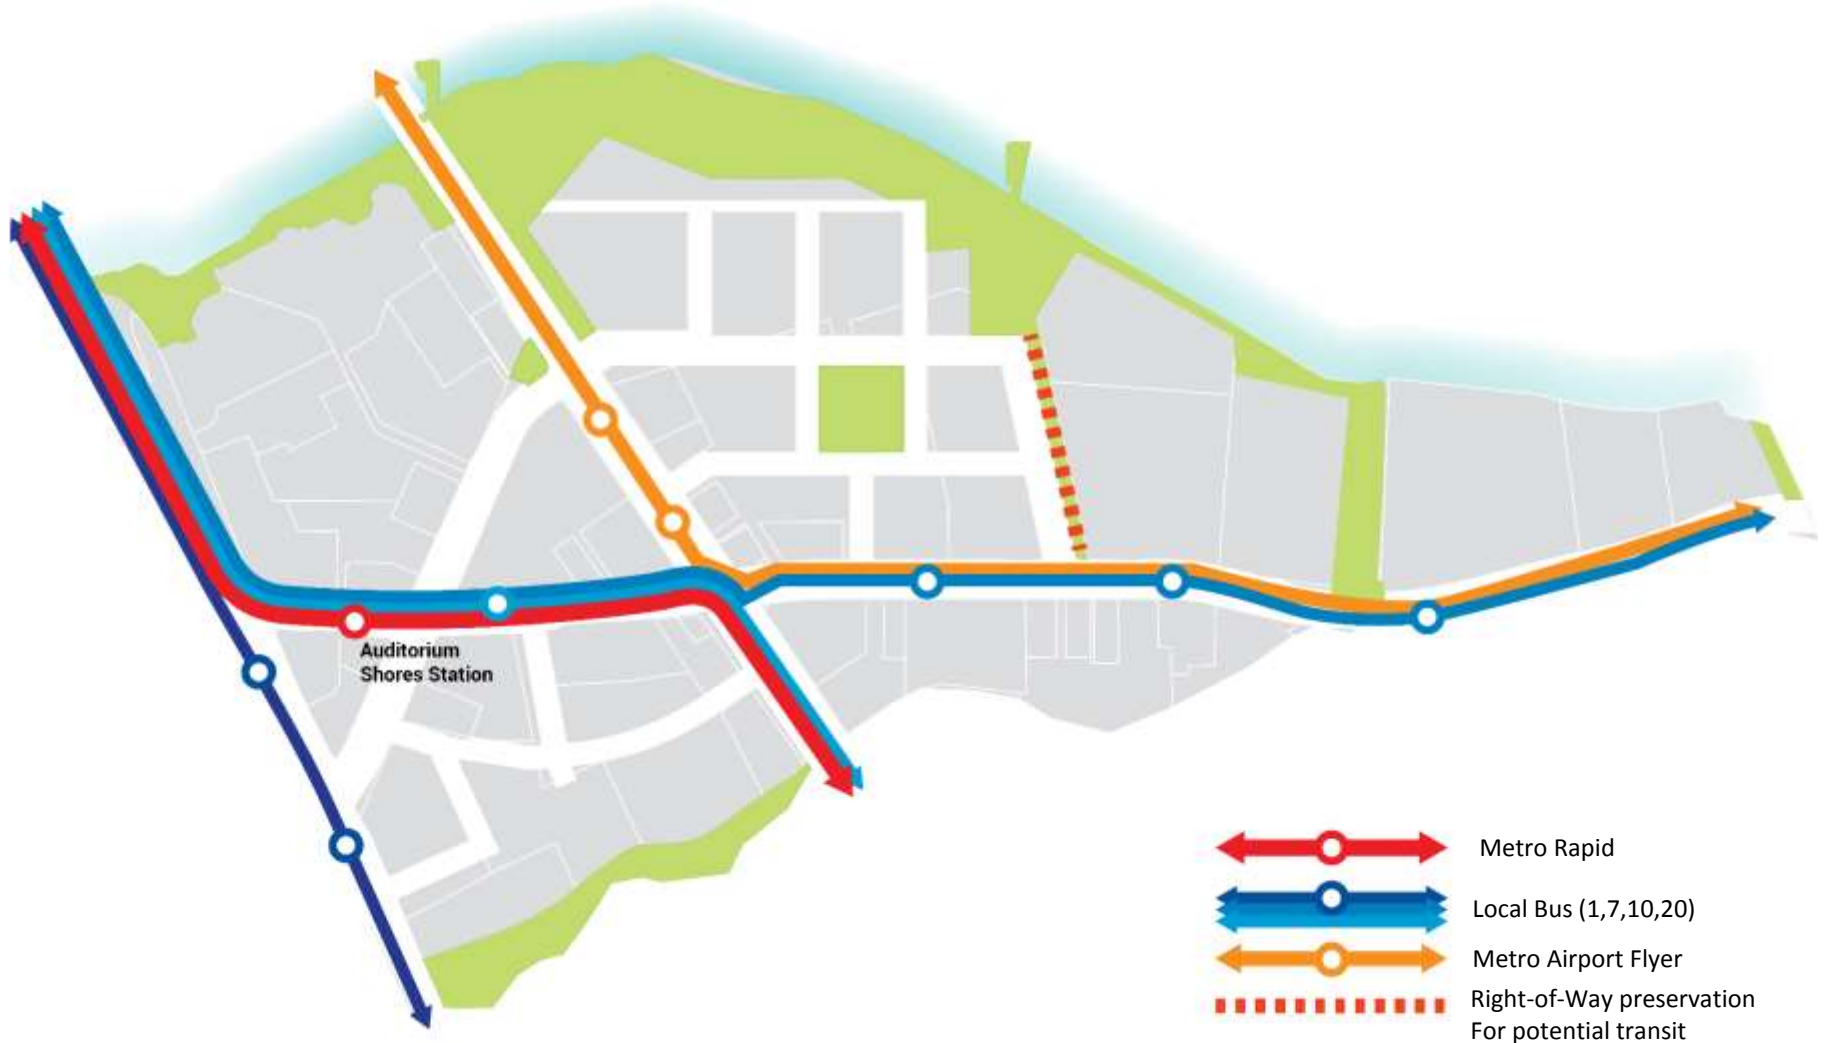 Auditorium
Shores Station
Metro Rapid
Local Bus (1,7,10,20)
Metro Airport Flyer
Right-of-Way preservation
For potential transit